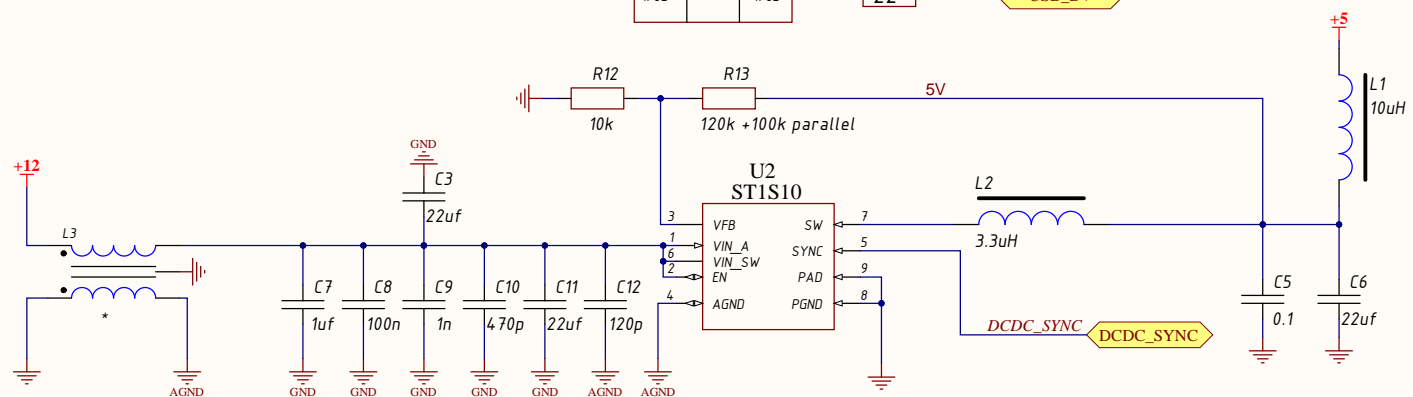 22
+5
R12
R13
5V
L1
10uH
10k
120k +100k parallel
GND
+12
C3
22uf
U2
ST1S10
L2
3.3uH
L3
*
3
VFB
1
VIN_A
6
VIN_SW
2
EN
4
AGND
SW
7
SYNC
5
PAD
9
PGND
8
C7
1uf
C8
100n
C9
1n
C10
470p
C11
22uf
C12
120p
C5
0.1
C6
22uf
DCDC_SYNC
DCDC_SYNC
AGND
GND
GND
GND
GND
GND
AGND
AGND